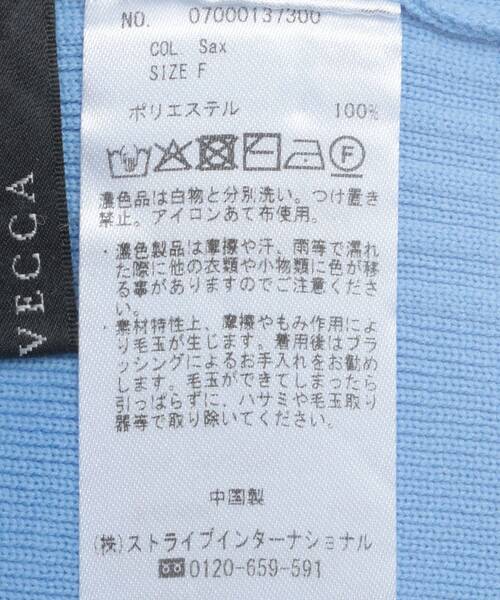 NO. 07000137300
COL Sax
SIZE F
ポリエステル 100%
濃色品は白物と分別洗い。つけ置き
禁止。アイロンあて布使用。
・濃色製品は摩擦や汗、雨等で濡れ
た際に他の衣類や小物類に色が移
る事がありますのでご注意くださ
い。
・素材特性上、摩擦やもみ作用によ
り毛玉が生じます。着用後はブラ
ッシングによるお手入れをお勧め
します。毛玉ができてしまったら
引っぱらずに、ハサミや毛玉取り
器等で取り除いてください。
中国製
(株)ストライプインターナショナル
0120-659-591
VECCA